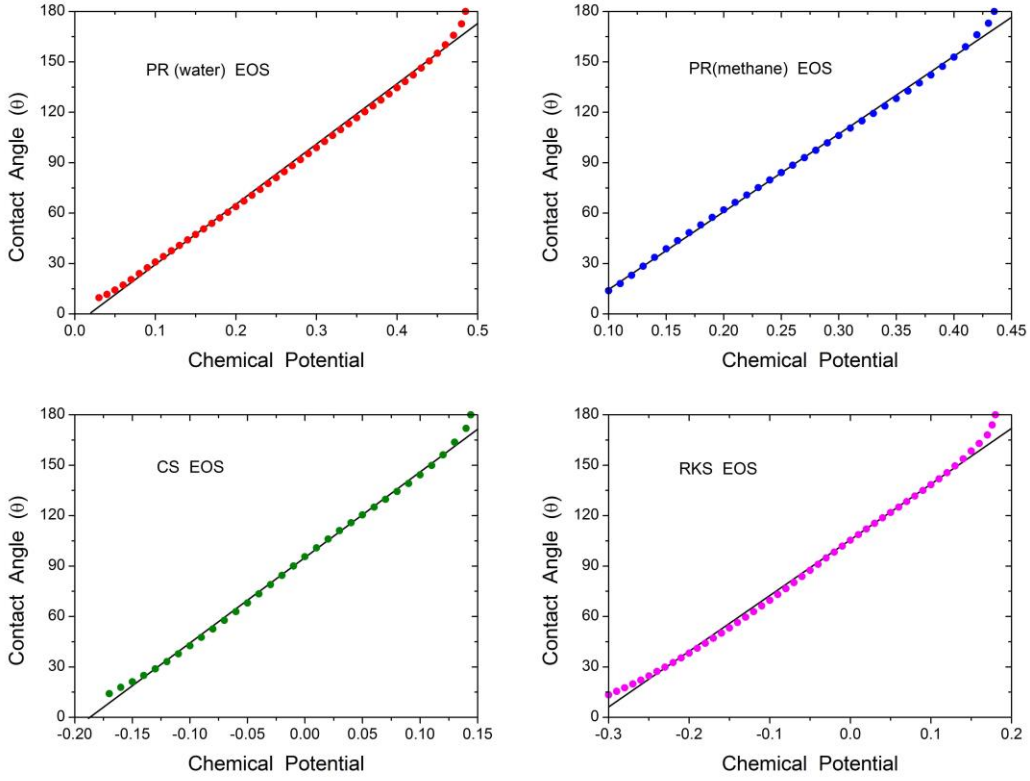 180
150
120
90
60
30
0
Contact Angle (θ)
PR (water) EOS
0.0 0.1 0.2 0.3 0.4 0.5
Chemical Potential
180
150
120
90
60
30
0
Contact Angle (θ)
PR(methane) EOS
0.10 0.15 0.20 0.25 0.30 0.35 0.40 0.45
Chemical Potential
180
150
120
90
60
30
0
Contact Angle (θ)
CS EOS
-0.20 -0.15 -0.10 -0.05 0.00 0.05 0.10 0.15
Chemical Potential
180
150
120
90
60
30
0
Contact Angle (θ)
RKS EOS
-0.3 -0.2 -0.1 0.0 0.1 0.2
Chemical Potential